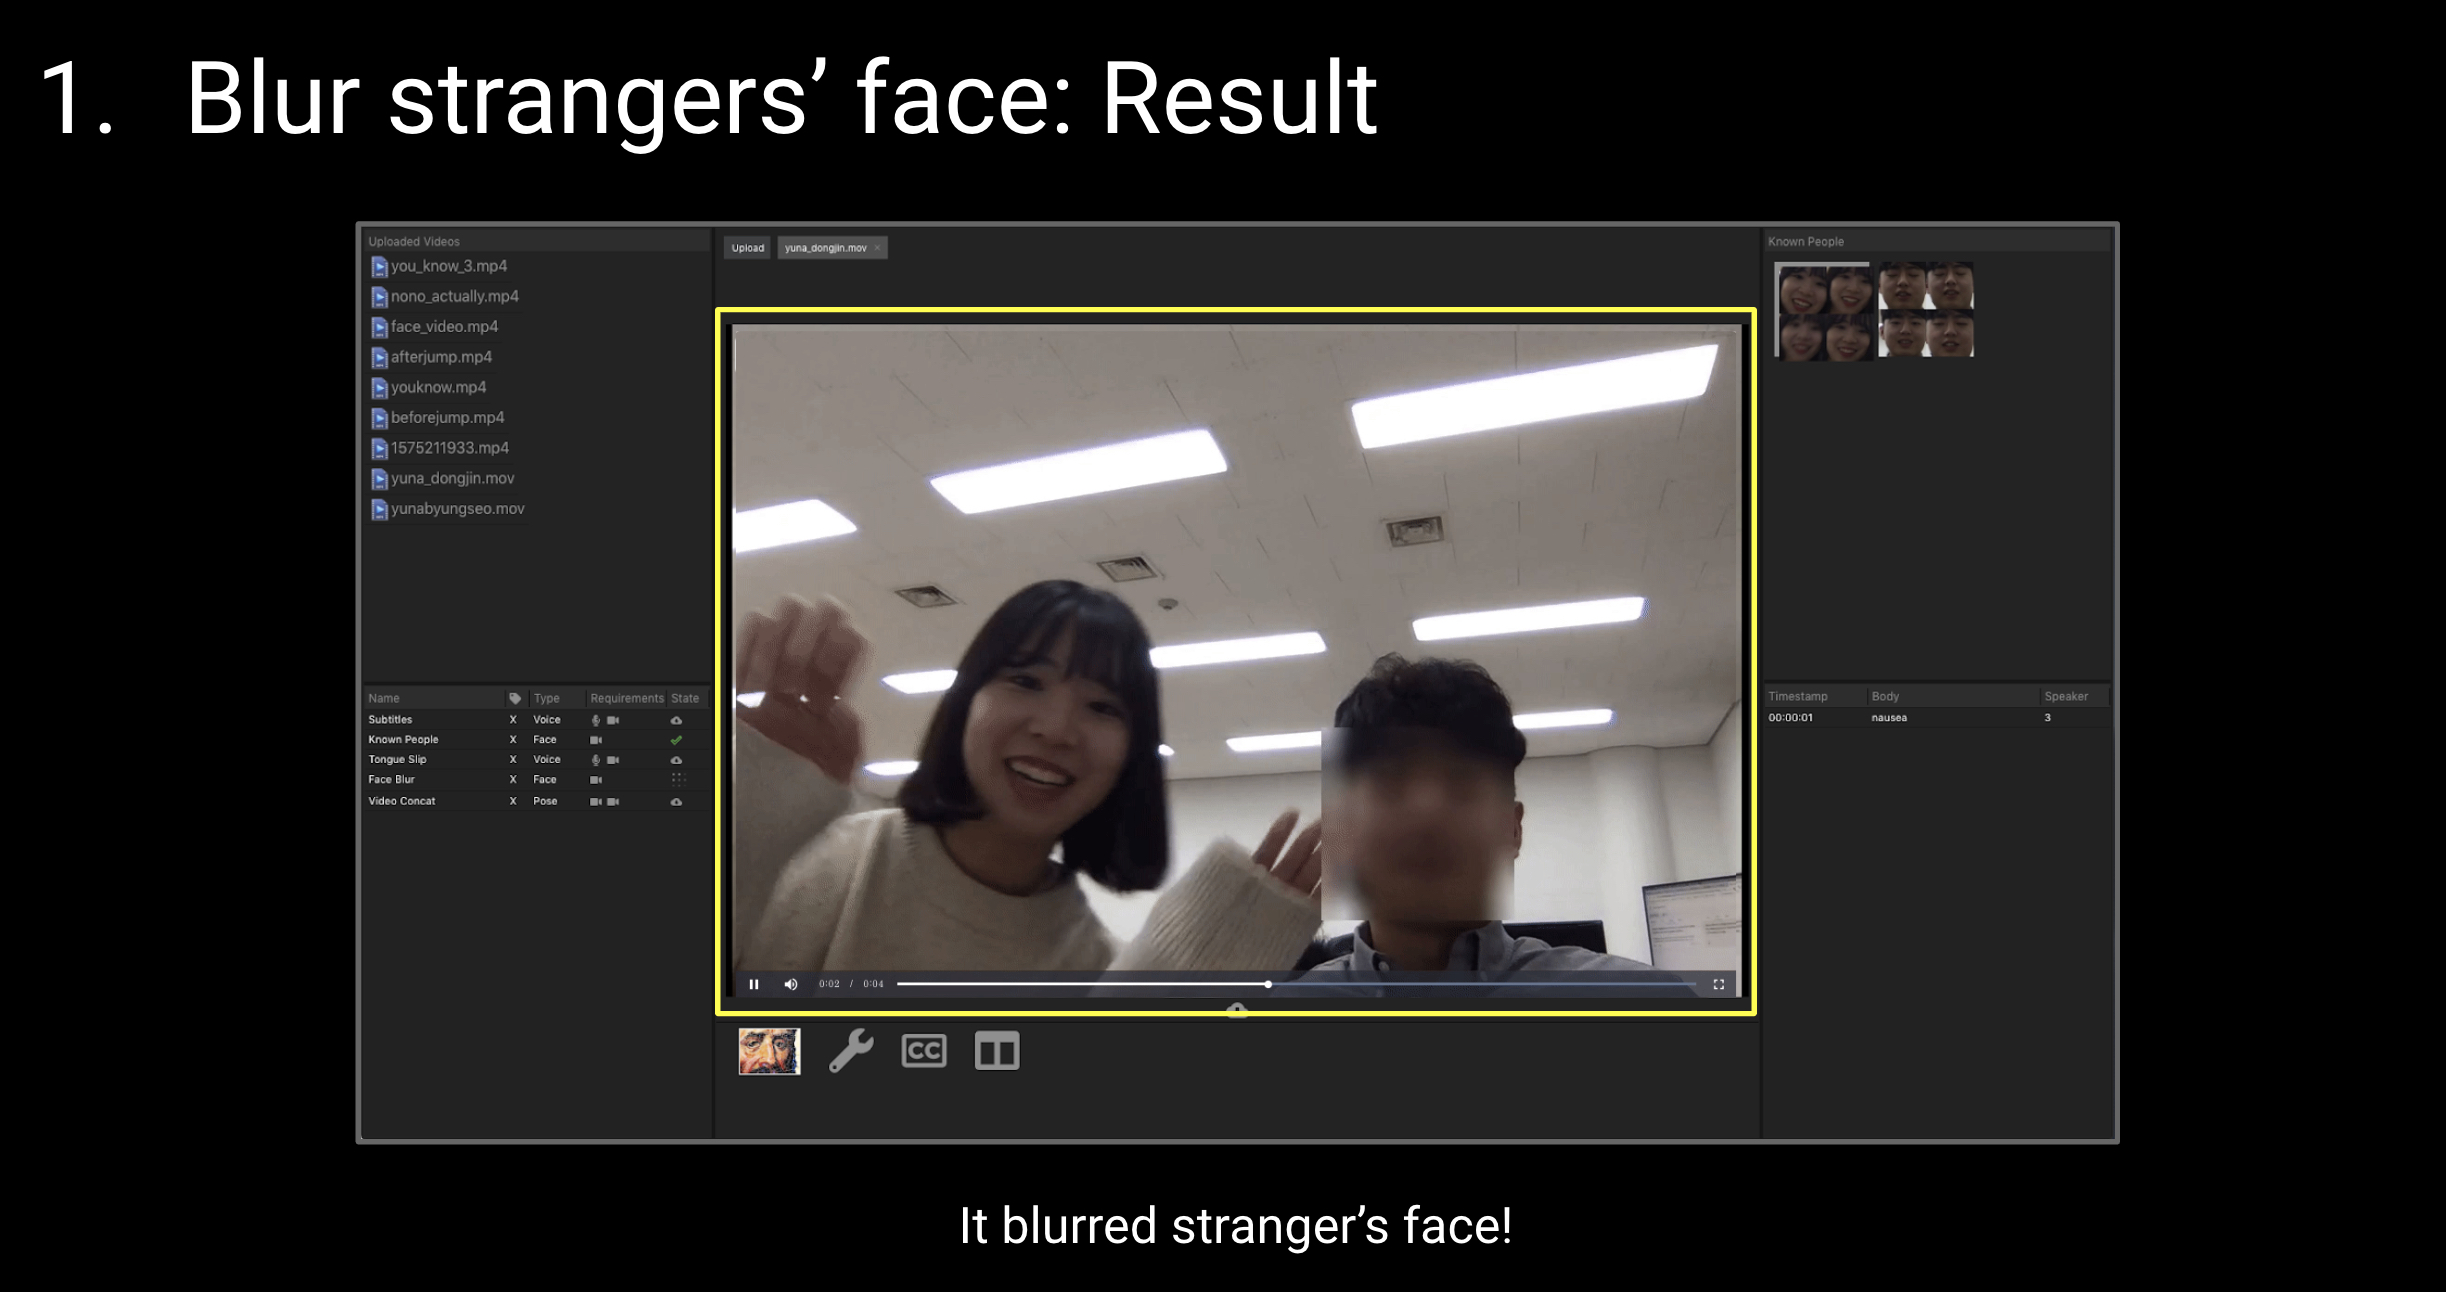 1. Blur strangers’ face: Result
Uploaded Videos
you_know_3.mp4
nono_actually.mp4
face_video.mp4
afterjump.mp4
youknow.mp4
beforejump.mp4
1575211933.mp4
yuna_dongjin.mov
yunabyungseo.mov
Name Type Requirements State
Subtitles X Voice
Known People X Face
Tongue Slip X Voice
Face Blur X Face
Video Concat X Pose
Upload yuna_dongjin.mov ×
0:02 / 0:04
CC
Known People
Timestamp Body Speaker
00:00:01 nausea 3
It blurred stranger’s face!